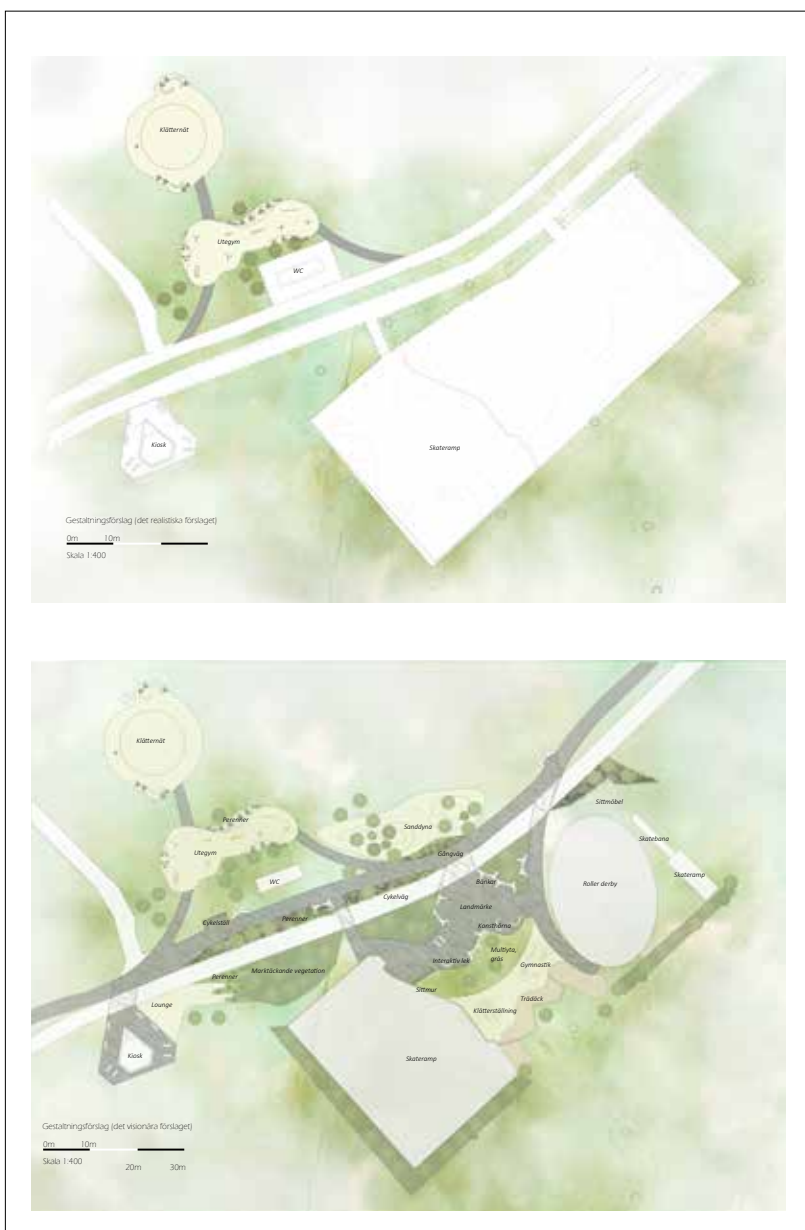 Klätternät
Utegym
WC
Kiosk
Skateramp
Gestaltningsförslag (det realistiska förslaget)
0m 10m
Skala 1:400
Klätternät
Perenner
Utegym
Sanddyna
Sittmöbel
Skatebana
Gångväg
WC
Bänkar
Roller derby
Skateramp
Cykelväg
Landmärke
Cykelställ
Perenner
Konsthörna
Multiyta,
gräs
Interaktiv lek
Gymnastik
Perenner
Marktäckande vegetation
Sittmur
Trädäck
Lounge
Klätterställning
Kiosk
Skateramp
Gestaltningsförslag (det visionära förslaget)
0m 10m
Skala 1:400
20m 30m